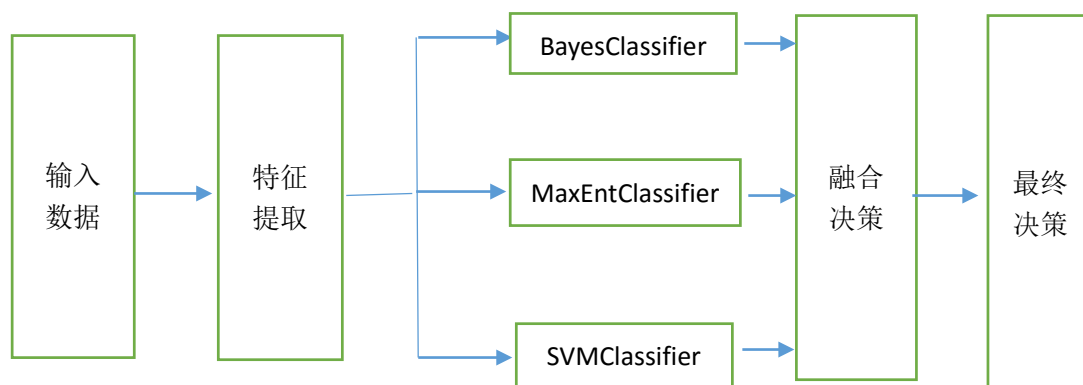 输入
数据
特征
提取
BayesClassifier
MaxEntClassifier
SVMClassifier
融合
决策
最终
决策